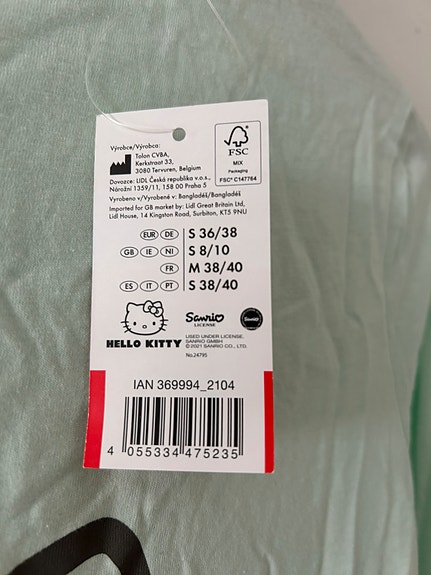 Výrobce/Výrobca:
Tolon CVBA,
Kerkstraat 33,
3080 Tervuren, Belgium
Dovozce: LIDL Česká republika v.o.s.,
Nárožní 1359/11, 158 00 Praha 5
Vyrobeno v/Vyrobené v: Bangladéš/Bangladéš
Imported for GB market by: Lidl Great Britain Ltd,
Lidl House, 14 Kingston Road, Surbiton, KT5 9NU
FSC
MIX
Packaging
FSC® C147764
EUR DE S 36/38
GB IE NI S 8/10
FR M 38/40
ES IT PT S 38/40
HELLO KITTY
Sanrio
LICENSE
USED UNDER LICENSE.
SANRIO GMBH
© 2021 SANRIO CO., LTD.
No.24795
IAN 369994_2104
4 055334 475235